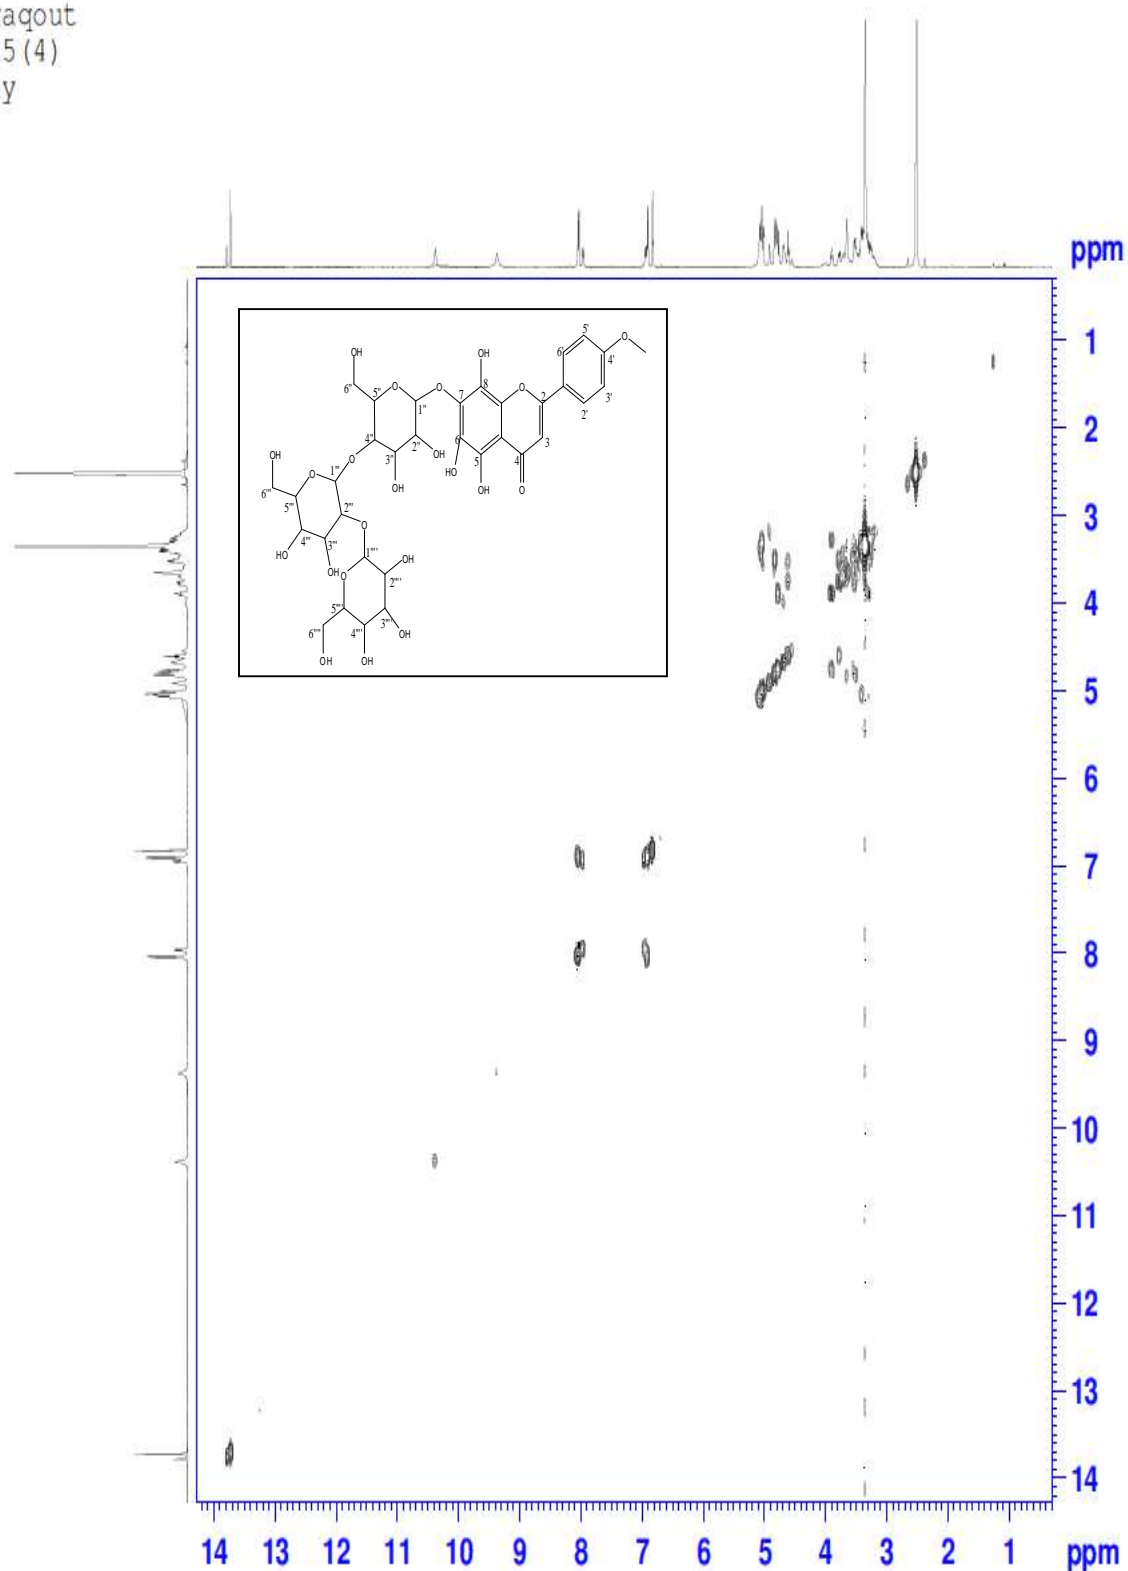 aqout
5(4)
y
ppm
OH
6''
5''
O
O
1''
4''
2''
3''
OH
OH
O
7
8
OH
O
2
6'
5'
O
4'
3'
2'
6
5
4
3
HO
OH
O
OH
6'''
O
1'''
5'''
2'''
O
4'''
3'''
HO
OH
O
1''''
OH
2''''
5''''
3''''
6''''
4''''
OH
OH
OH
1
2
3
4
5
6
7
8
9
10
11
12
13
14
14 13 12 11 10 9 8 7 6 5 4 3 2 1 ppm